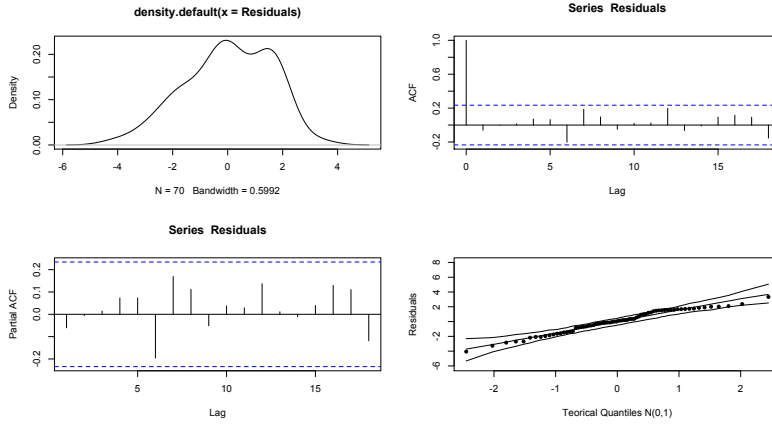 density.default(x = Residuals)
Density
0.00
0.10
0.20
-6 -4 -2 0 2 4
N = 70 Bandwidth = 0.5992
Series Residuals
ACF
-0.2
0.2
0.6
1.0
0 5 10 15
Lag
Series Residuals
Partial ACF
-0.2
0.0
0.1
0.2
5 10 15
Lag
Residuals
-6
-2
2
4
6
8
-2 -1 0 1 2
Teorical Quantiles N(0,1)